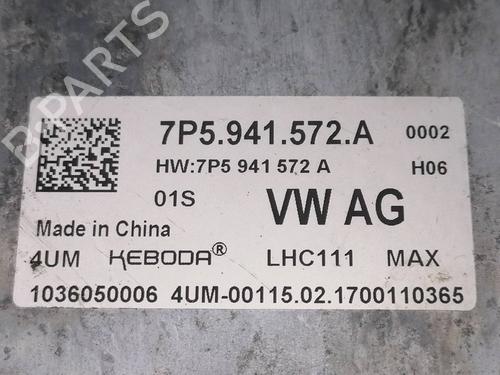 B-PARTS
7P5.941.572.A 0002
HW:7P5 941 572 A H06
01S VW AG
Made in China
4UM KEBODA® LHC111 MAX
1036050006 4UM-00115.02.1700110365